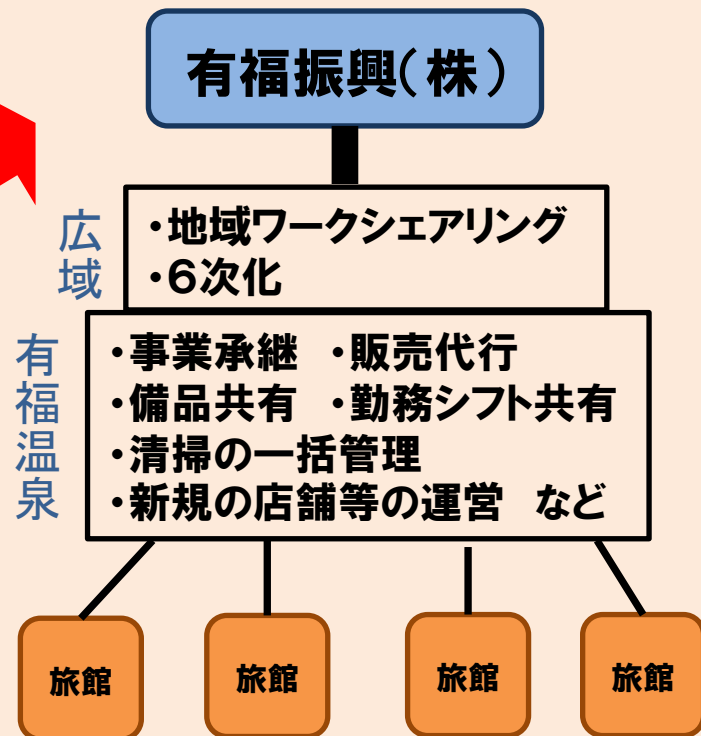 有福振興(株)
広域
・地域ワークシェアリング
・6次化
有福温泉
・事業承継 ・販売代行
・備品共有 ・勤務シフト共有
・清掃の一括管理
・新規の店舗等の運営 など
旅館
旅館
旅館
旅館